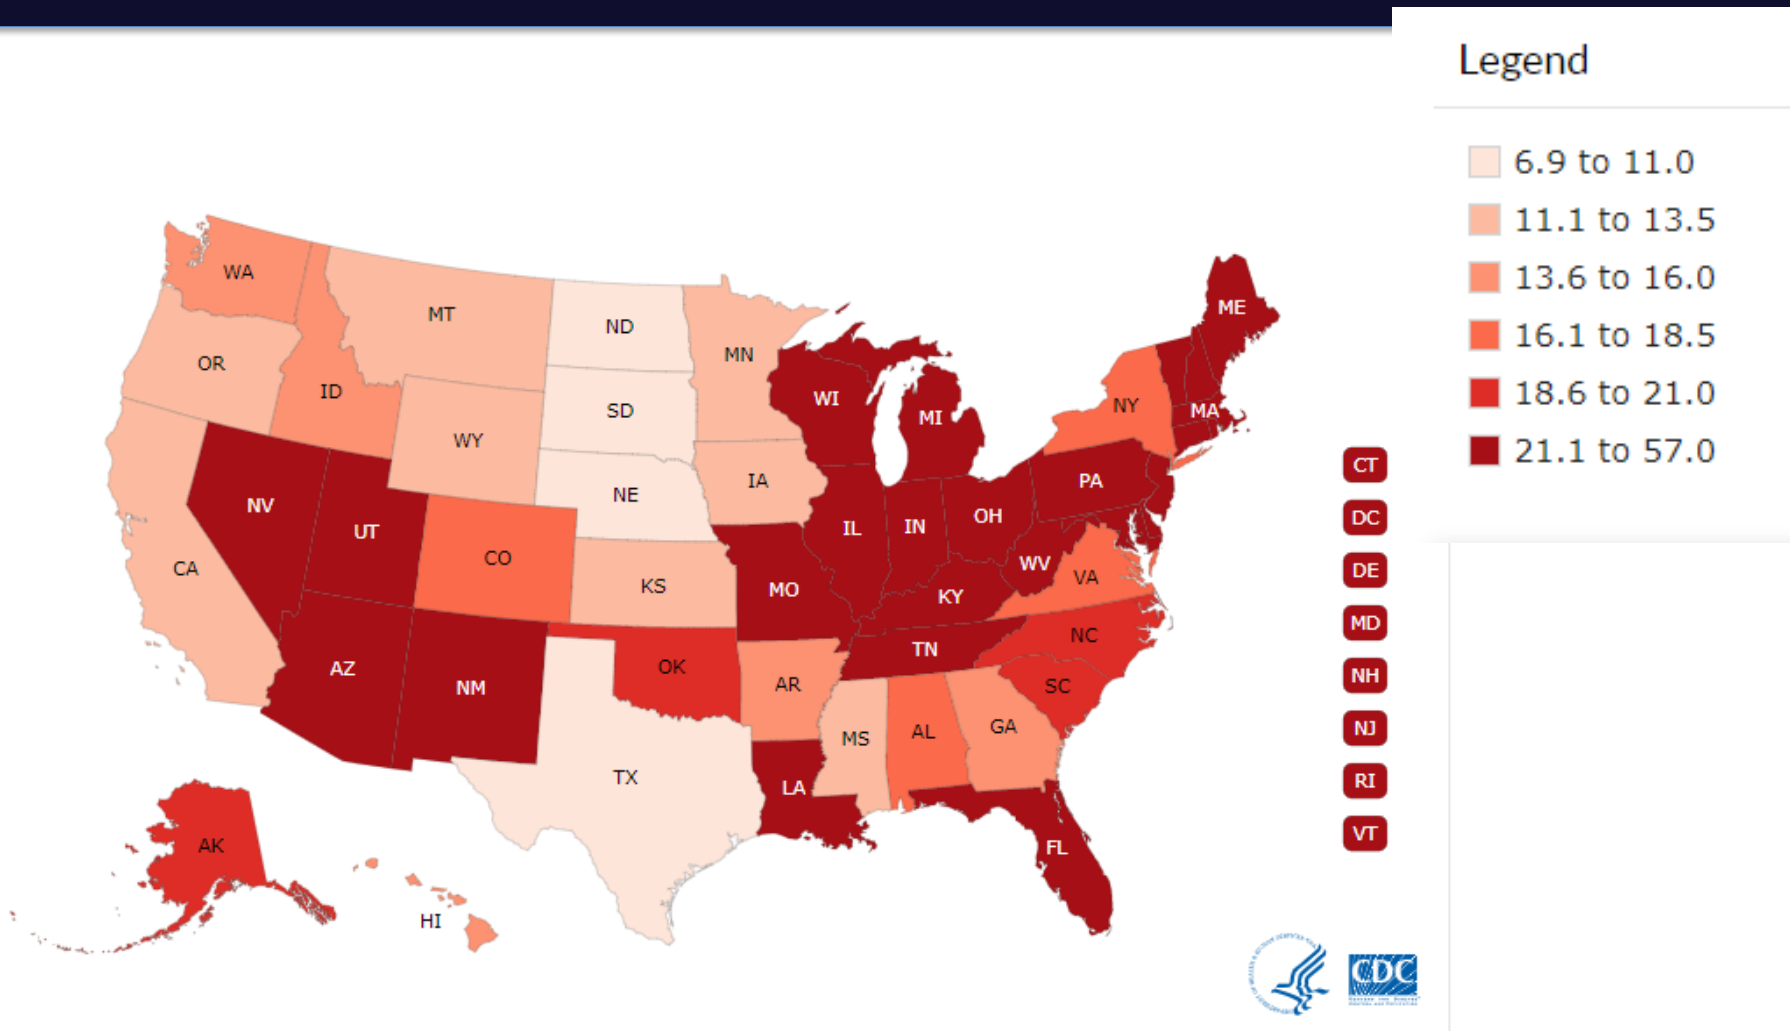 Legend
6.9 to 11.0
11.1 to 13.5
13.6 to 16.0
16.1 to 18.5
18.6 to 21.0
21.1 to 57.0
WA
MT
ND
MN
ME
OR
ID
SD
WI
MI
NY
MA
WY
NE
IA
PA
NV
UT
CO
IL
IN
OH
WV
VA
CA
KS
MO
KY
NC
AZ
NM
OK
TN
AR
SC
MS
AL
GA
TX
LA
FL
AK
HI
CT
DC
DE
MD
NH
NJ
RI
VT
CDC